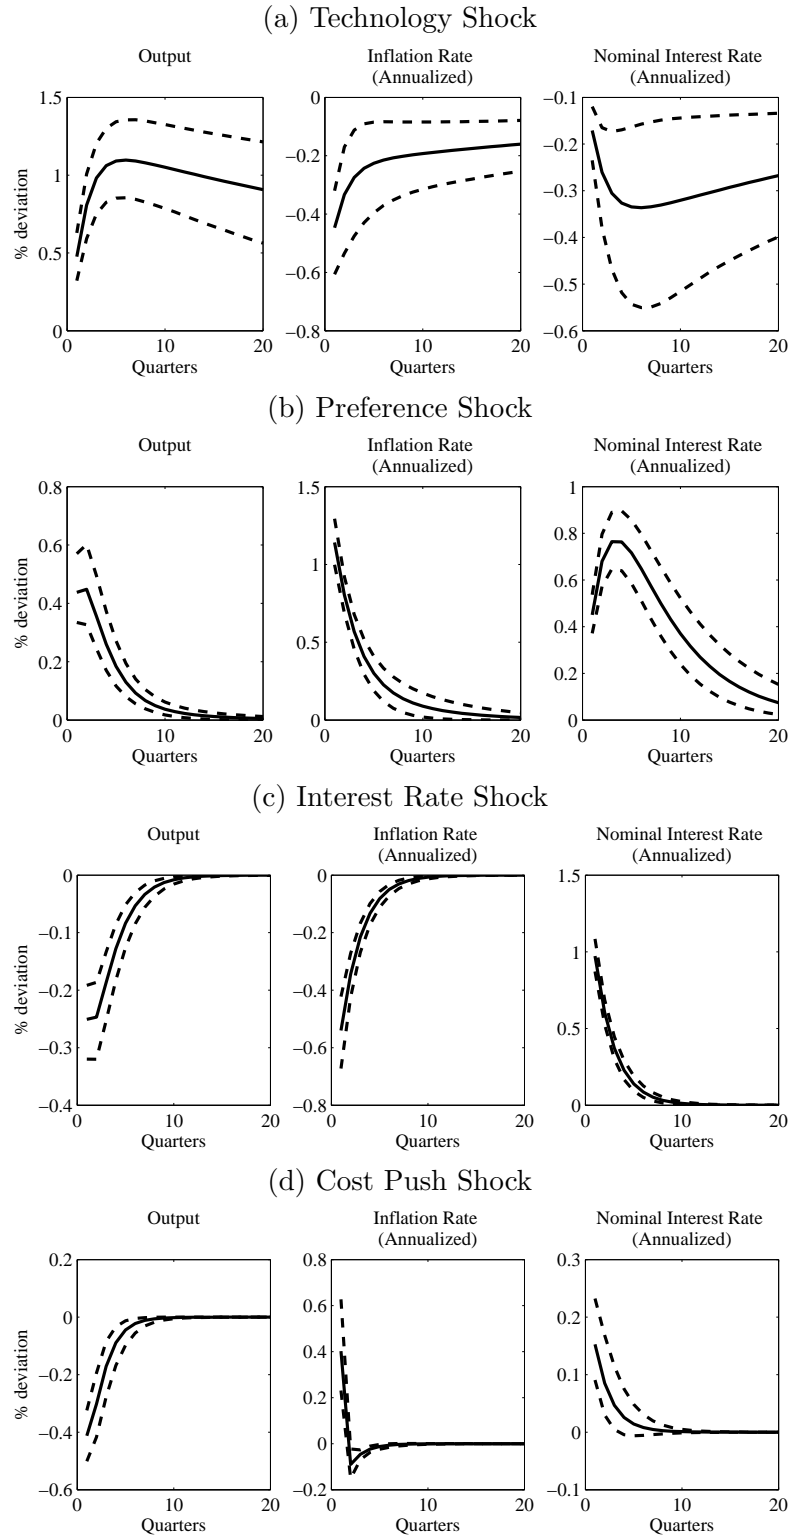 (a) Technology Shock
Output
Inflation Rate
(Annualized)
Nominal Interest Rate
(Annualized)
% deviation
1.5
1
0.5
0
0
10
20
Quarters
0
−0.2
−0.4
−0.6
−0.8
0
10
20
Quarters
−0.1
−0.2
−0.3
−0.4
−0.5
−0.6
0
10
20
Quarters
(b) Preference Shock
Output
Inflation Rate
(Annualized)
Nominal Interest Rate
(Annualized)
% deviation
0.8
0.6
0.4
0.2
0
0
10
20
Quarters
1.5
1
0.5
0
0
10
20
Quarters
1
0.8
0.6
0.4
0.2
0
0
10
20
Quarters
(c) Interest Rate Shock
Output
Inflation Rate
(Annualized)
Nominal Interest Rate
(Annualized)
% deviation
0
−0.1
−0.2
−0.3
−0.4
0
10
20
Quarters
0
−0.2
−0.4
−0.6
−0.8
0
10
20
Quarters
1.5
1
0.5
0
0
10
20
Quarters
(d) Cost Push Shock
Output
Inflation Rate
(Annualized)
Nominal Interest Rate
(Annualized)
% deviation
0.2
0
−0.2
−0.4
−0.6
0
10
20
Quarters
0.8
0.6
0.4
0.2
0
−0.2
0
10
20
Quarters
0.3
0.2
0.1
0
−0.1
0
10
20
Quarters